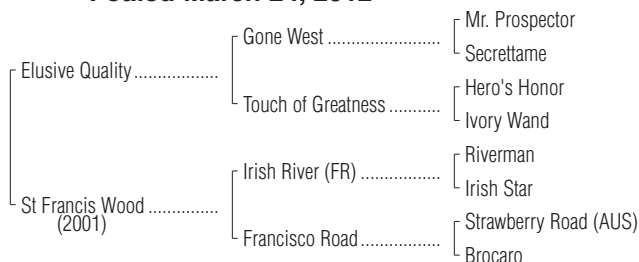 Foaled March 24, 2012
Mr. Prospector
Gone West
Secrettame
Elusive Quality
Hero's Honor
Touch of Greatness
Ivory Wand
Riverman
Irish River (FR)
Irish Star
St Francis Wood
(2001)
Strawberry Road (AUS)
Francisco Road
Brocaro